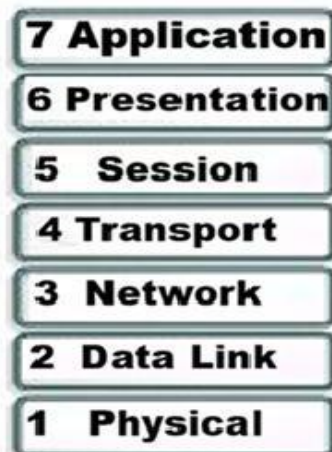 7 Application
6 Presentation
5 Session
4 Transport
3 Network
2 Data Link
1 Physical